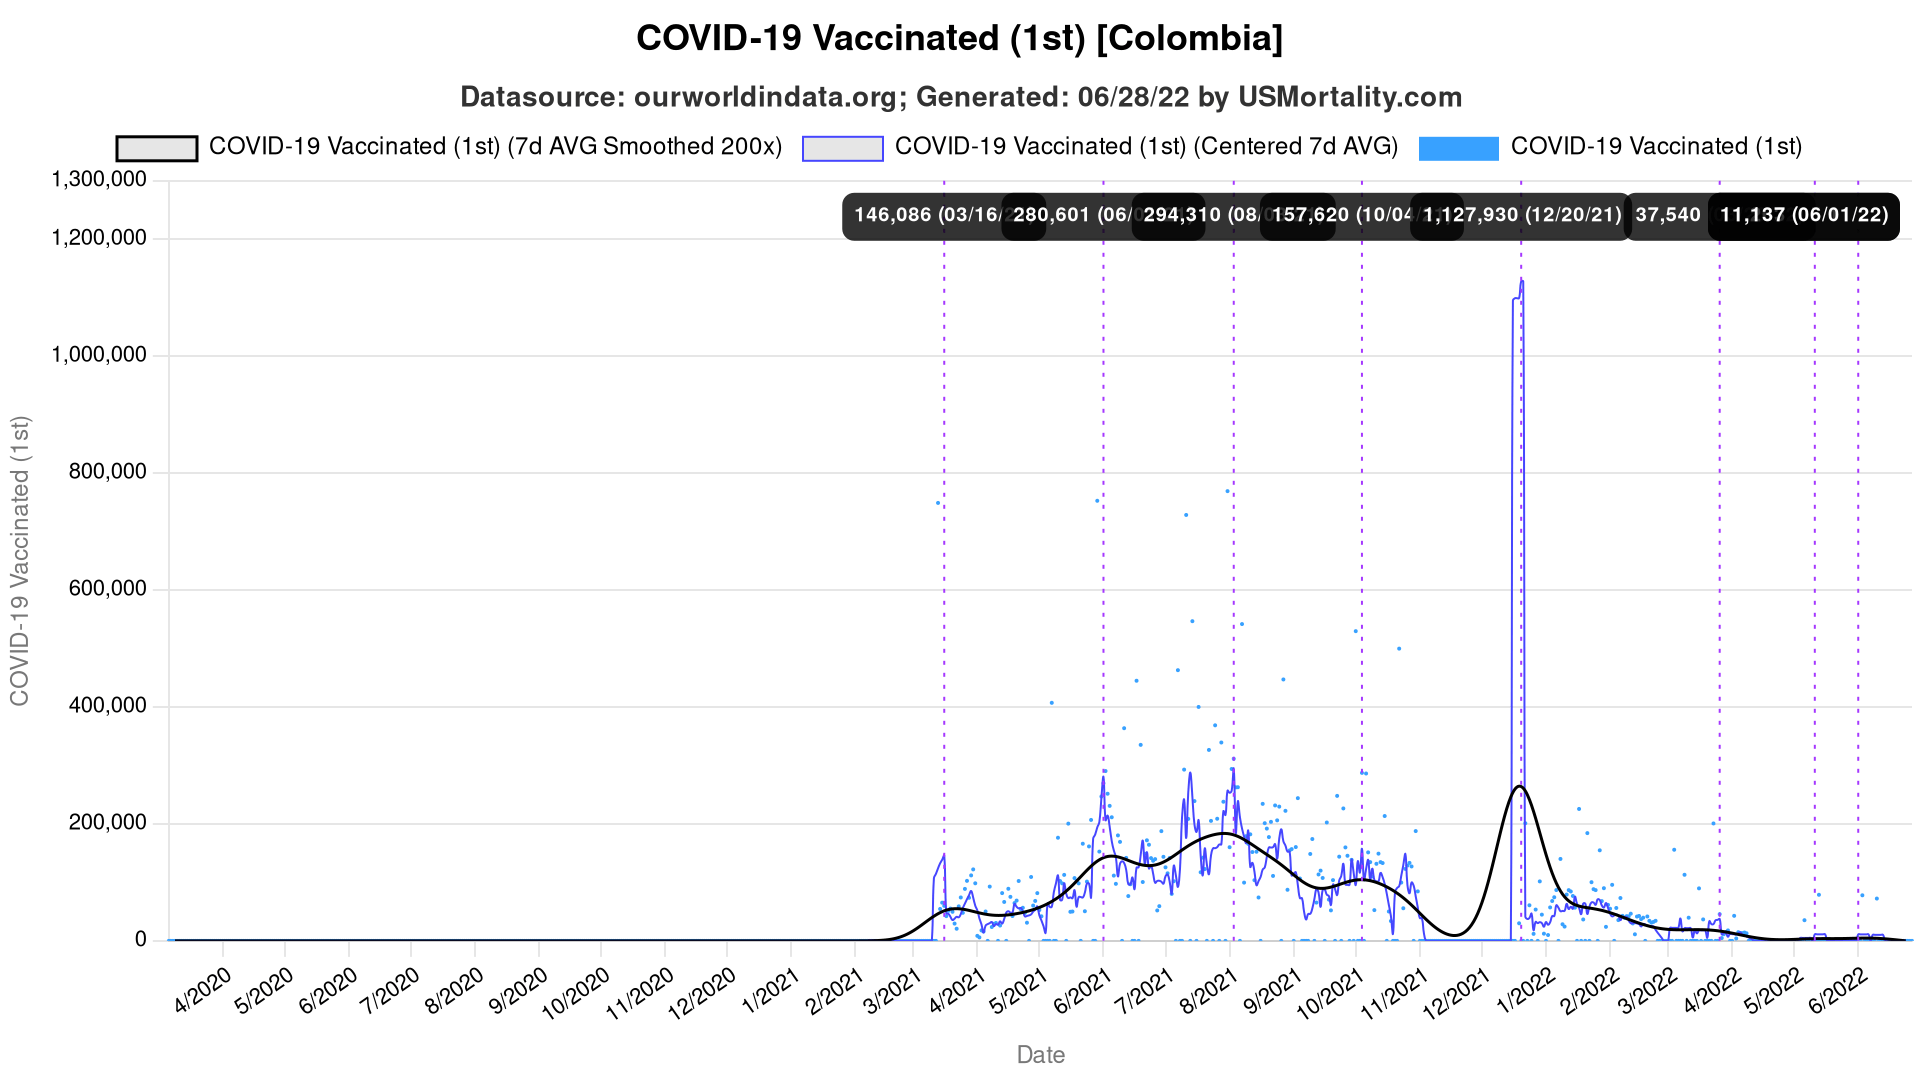 COVID-19 Vaccinated (1st) [Colombia]
Datasource: ourworldindata.org; Generated: 06/28/22 by USMortality.com
COVID-19 Vaccinated (1st) (7d AVG Smoothed 200x) COVID-19 Vaccinated (1st) (Centered 7d AVG) COVID-19 Vaccinated (1st)
1,300,000
146,086 (03/16/ 280,601 (06/ 294,310 (08/ 157,620 (10/04 1,127,930 (12/20/21) 37,540 11,137 (06/01/22)
1,200,000
1,000,000
800,000
600,000
400,000
200,000
0
COVID-19 Vaccinated (1st)
4/2020 5/2020 6/2020 7/2020 8/2020 9/2020 10/2020 11/2020 12/2020 1/2021 2/2021 3/2021 4/2021 5/2021 6/2021 7/2021 8/2021 9/2021 10/2021 11/2021 12/2021 1/2022 2/2022 3/2022 4/2022 5/2022 6/2022
Date